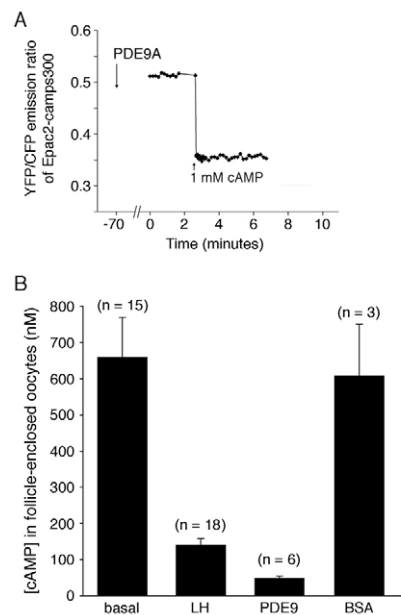 A
PDE9A
YFP/CFP emission ratio
of Epac2-camps300
0.6
0.5
0.4
0.3
1 mM cAMP
-70 // 0 2 4 6 8 10
Time (minutes)
B
[cAMP] in follicle-enclosed oocytes (nM)
800
700
600
500
400
300
200
100
0
(n = 15)
(n = 18)
(n = 6)
(n = 3)
basal LH PDE9 BSA